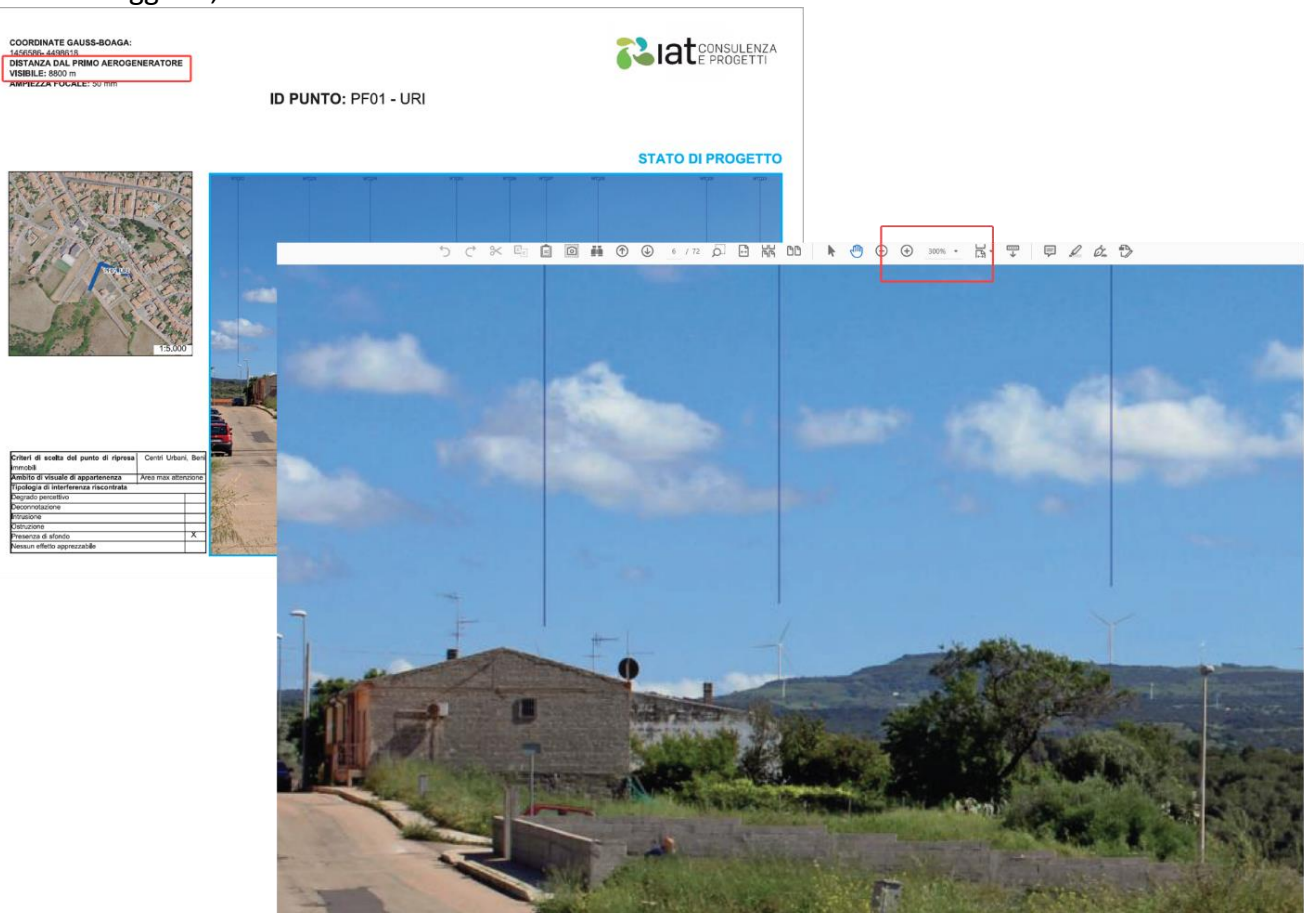 COORDINATE GAUSS-BOAGA:
1456586- 4498618
DISTANZA DAL PRIMO AEROGENERATORE
VISIBILE: 8800 m
AMPIEZZA FOCALE: 50 mm
iat CONSULENZA
E PROGETTI
ID PUNTO: PF01 - URI
STATO DI PROGETTO
1:5,000
6 / 72
300%
Criteri di scelta del punto di ripresa Centri Urbani, Beni
immobili
Ambito di visuale di appartenenza Area max attenzione
Tipologia di interferenza riscontrata
Degrado percettivo
Deconnotazione
Intrusione
Ostruzione
Presenza di sfondo X
Nessun effetto apprezzabile